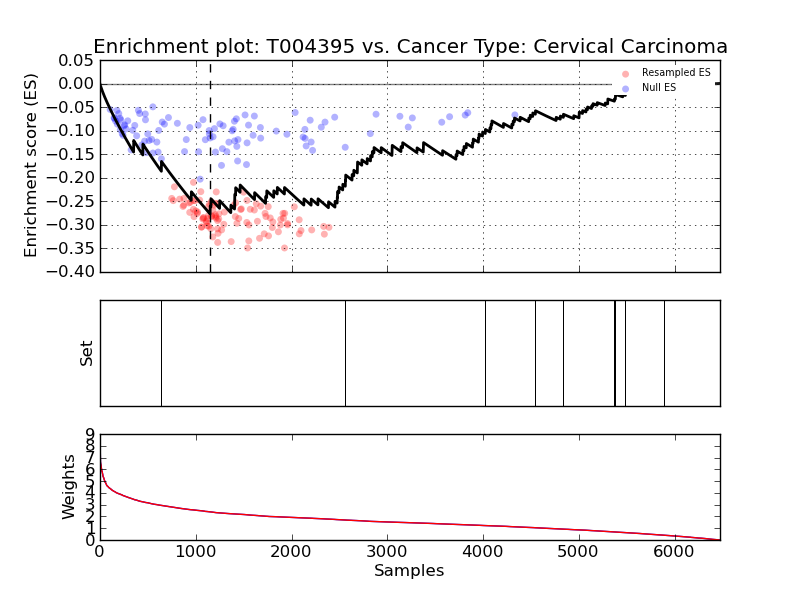 Enrichment plot: T004395 vs. Cancer Type: Cervical Carcinoma
Enrichment score (ES)
0.05
0.00
−0.05
−0.10
−0.15
−0.20
−0.25
−0.30
−0.35
−0.40
Resampled ES
Null ES
Set
Weights
9
8
7
6
5
4
3
2
1
0
0 1000 2000 3000 4000 5000 6000
Samples